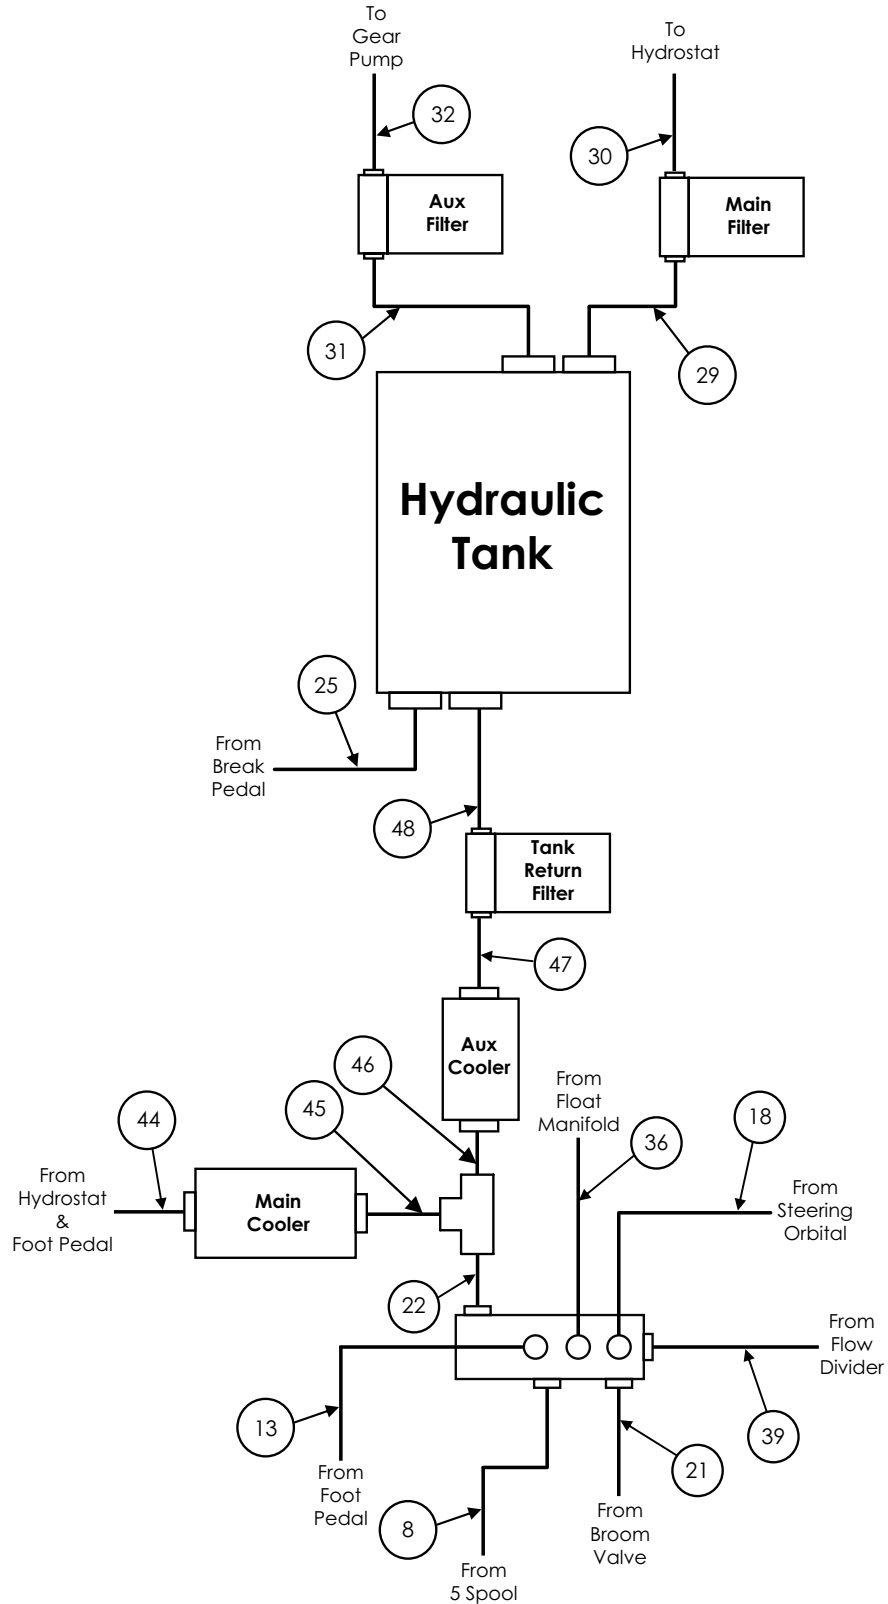 To
Gear
Pump
To
Hydrostat
32
30
Aux
Filter
Main
Filter
31
29
Hydraulic
Tank
25
From
Break
Pedal
48
Tank
Return
Filter
47
Aux
Cooler
46
45
44
From
Float
Manifold
36
18
From
Hydrostat
&
Foot Pedal
Main
Cooler
From
Steering
Orbital
22
From
Flow
Divider
13
39
21
From
Foot
Pedal
8
From
Broom
Valve
From
5 Spool